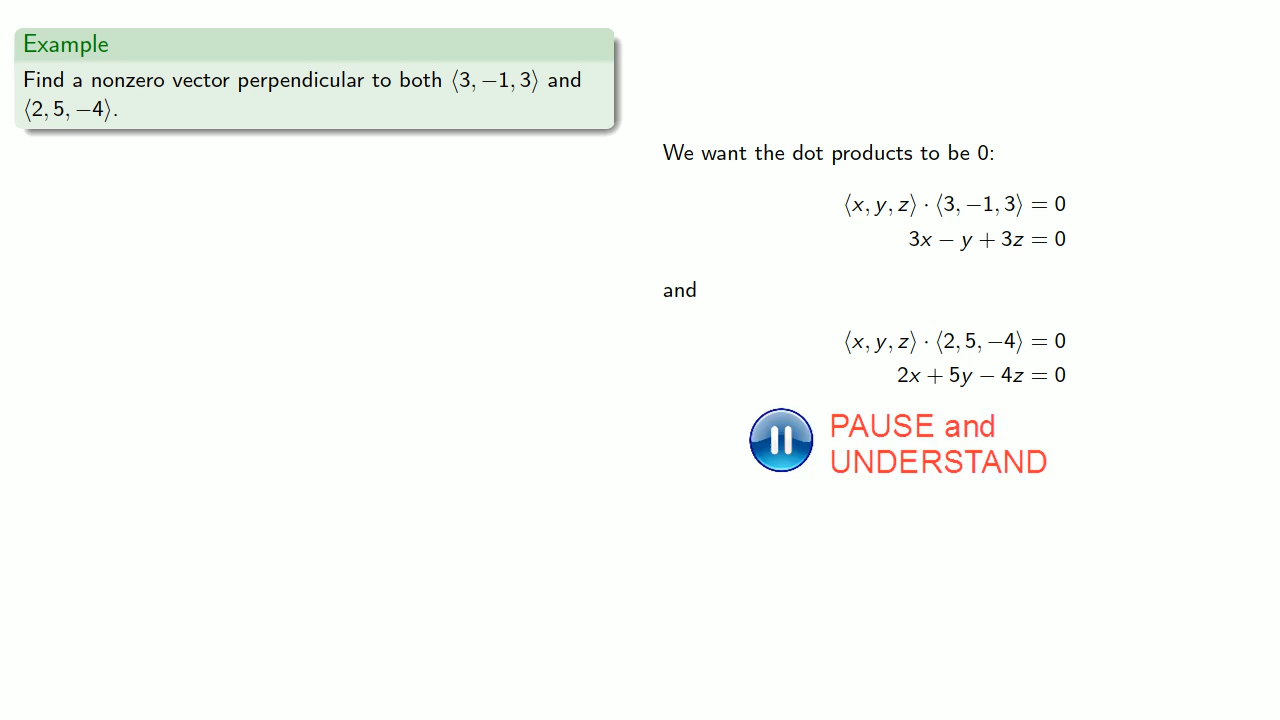 Example
Find a nonzero vector perpendicular to both ⟨3, −1, 3⟩ and
⟨2, 5, −4⟩.
We want the dot products to be 0:
⟨x, y, z⟩ · ⟨3, −1, 3⟩ = 0
3x − y + 3z = 0
and
⟨x, y, z⟩ · ⟨2, 5, −4⟩ = 0
2x + 5y − 4z = 0
PAUSE and
UNDERSTAND